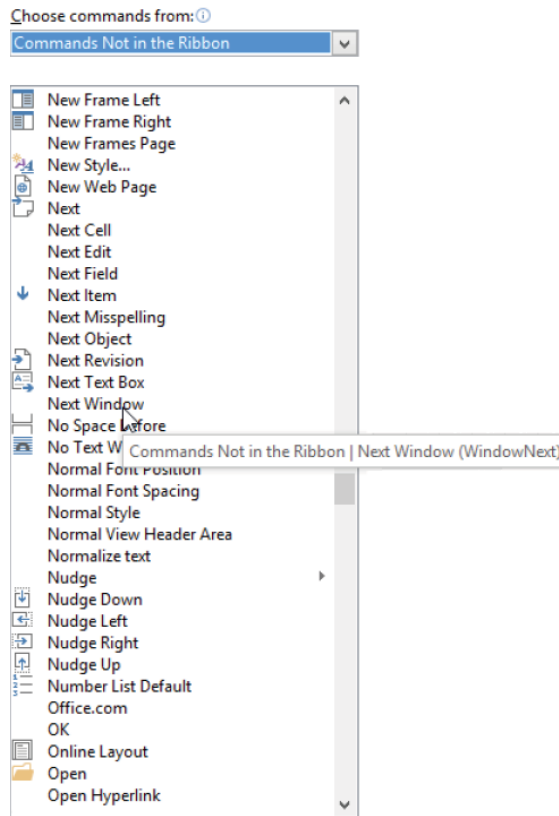 Choose commands from:
Commands Not in the Ribbon
New Frame Left
New Frame Right
New Frames Page
New Style...
New Web Page
Next
Next Cell
Next Edit
Next Field
Next Item
Next Misspelling
Next Object
Next Revision
Next Text Box
Next Window
No Space Before
No Text W
Commands Not in the Ribbon | Next Window (WindowNext)
Normal Font Position
Normal Font Spacing
Normal Style
Normal View Header Area
Normalize text
Nudge
Nudge Down
Nudge Left
Nudge Right
Nudge Up
Number List Default
Office.com
OK
Online Layout
Open
Open Hyperlink